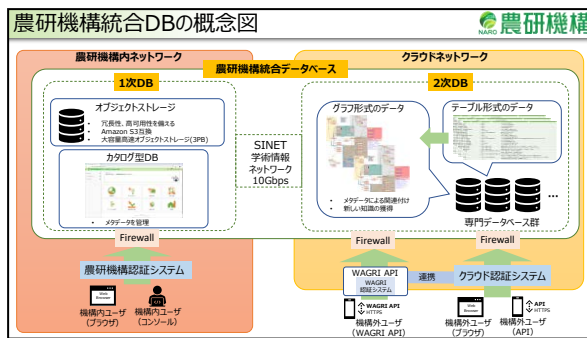 農研機構統合DBの概念図
NARO 農研機構
農研機構内ネットワーク
クラウドネットワーク
農研機構統合データベース
1次DB
2次DB
オブジェクトストレージ
・ 冗長性、高可用性を備える
・ Amazon S3互換
・ 大容量高速オブジェクトストレージ(3PB)
カタログ型DB
・ メタデータを管理
SINET
学術情報
ネットワーク
10Gbps
グラフ形式のデータ
・ メタデータによる関連付け
・ 新しい知識の獲得
テーブル形式のデータ
…
専門データベース群
Firewall
Firewall
Firewall
農研機構認証システム
WAGRI API
WAGRI
認証システム
連携
クラウド認証システム
Web
Browser
機構内ユーザ
(ブラウザ)
機構内ユーザ
(コンソール)
WAGRI API
HTTPS
機構外ユーザ
(WAGRI API)
Web
Browser
機構外ユーザ
(ブラウザ)
API
HTTPS
機構外ユーザ
(API)